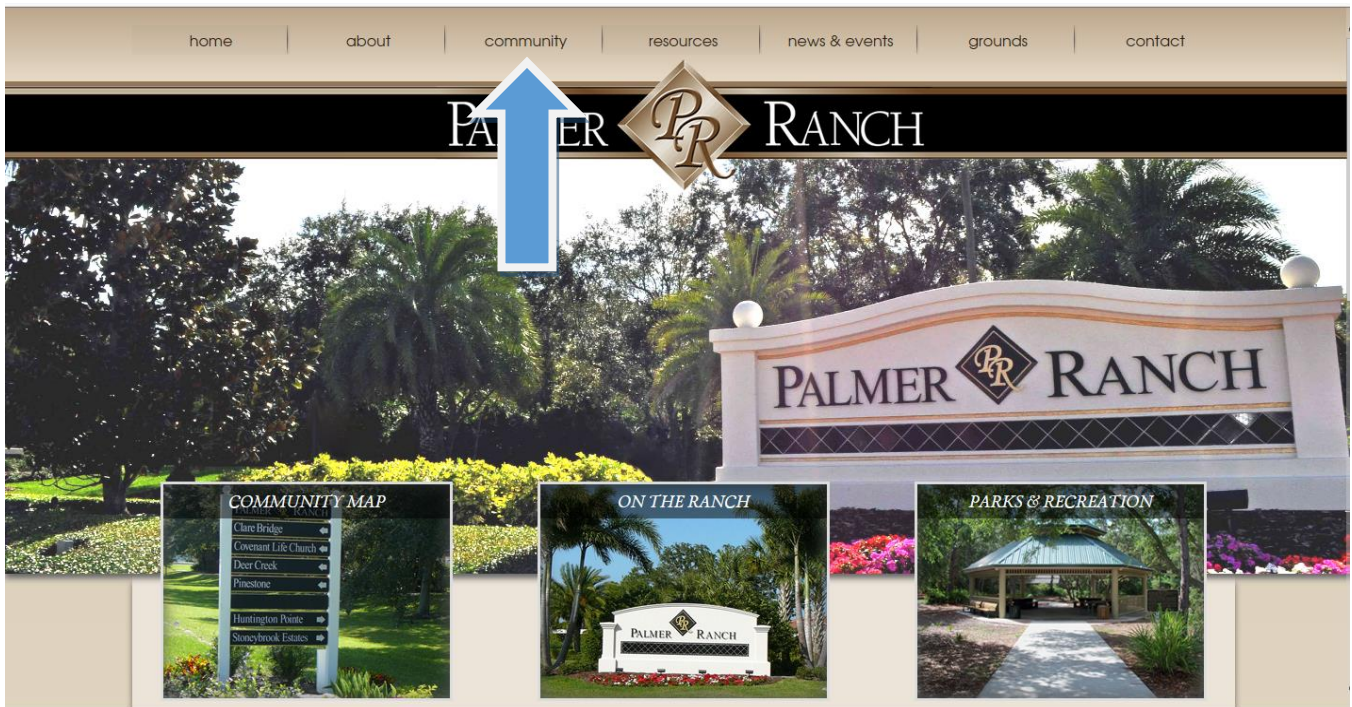 home about community resources news & events grounds contact
PR
RANCH
PALMER PR RANCH
COMMUNITY MAP
PALMER RANCH
Clare Bridge
Covenant Life Church
Deer Creek
Pinestone
Huntington Pointe
Stoneybrook Estates
ON THE RANCH
PR
PALMER RANCH
PARKS & RECREATION